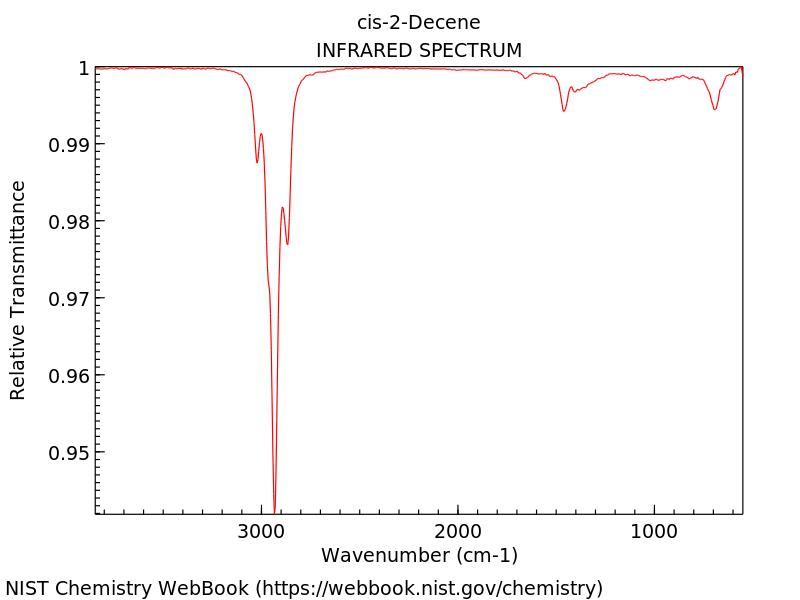 cis-2-Decene
INFRARED SPECTRUM
1
0.99
0.98
0.97
0.96
0.95
Relative Transmittance
3000 2000 1000
Wavenumber (cm-1)
NIST Chemistry WebBook (https://webbook.nist.gov/chemistry)